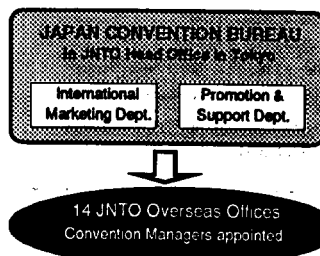 JAPAN CONVENTION BUREAU
in JNTO Head Office in Tokyo
International
Marketing Dept.
Promotion &
Support Dept.
14 JNTO Overseas Offices
Convention Managers appointed